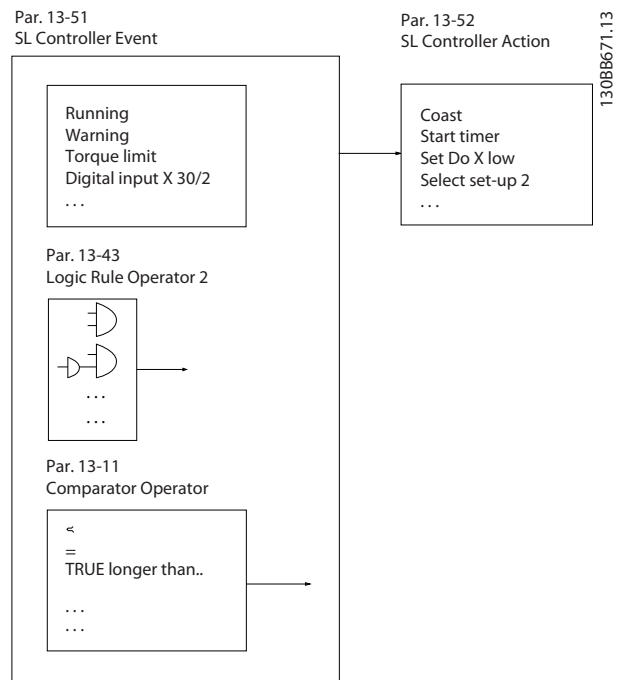 Par. 13-51
SL Controller Event
Par. 13-52
SL Controller Action
130BB671.13
Running
Warning
Torque limit
Digital input X 30/2
. . .
Coast
Start timer
Set Do X low
Select set-up 2
. . .
Par. 13-43
Logic Rule Operator 2
. . .
. . .
Par. 13-11
Comparator Operator
=
TRUE longer than..
. . .
. . .